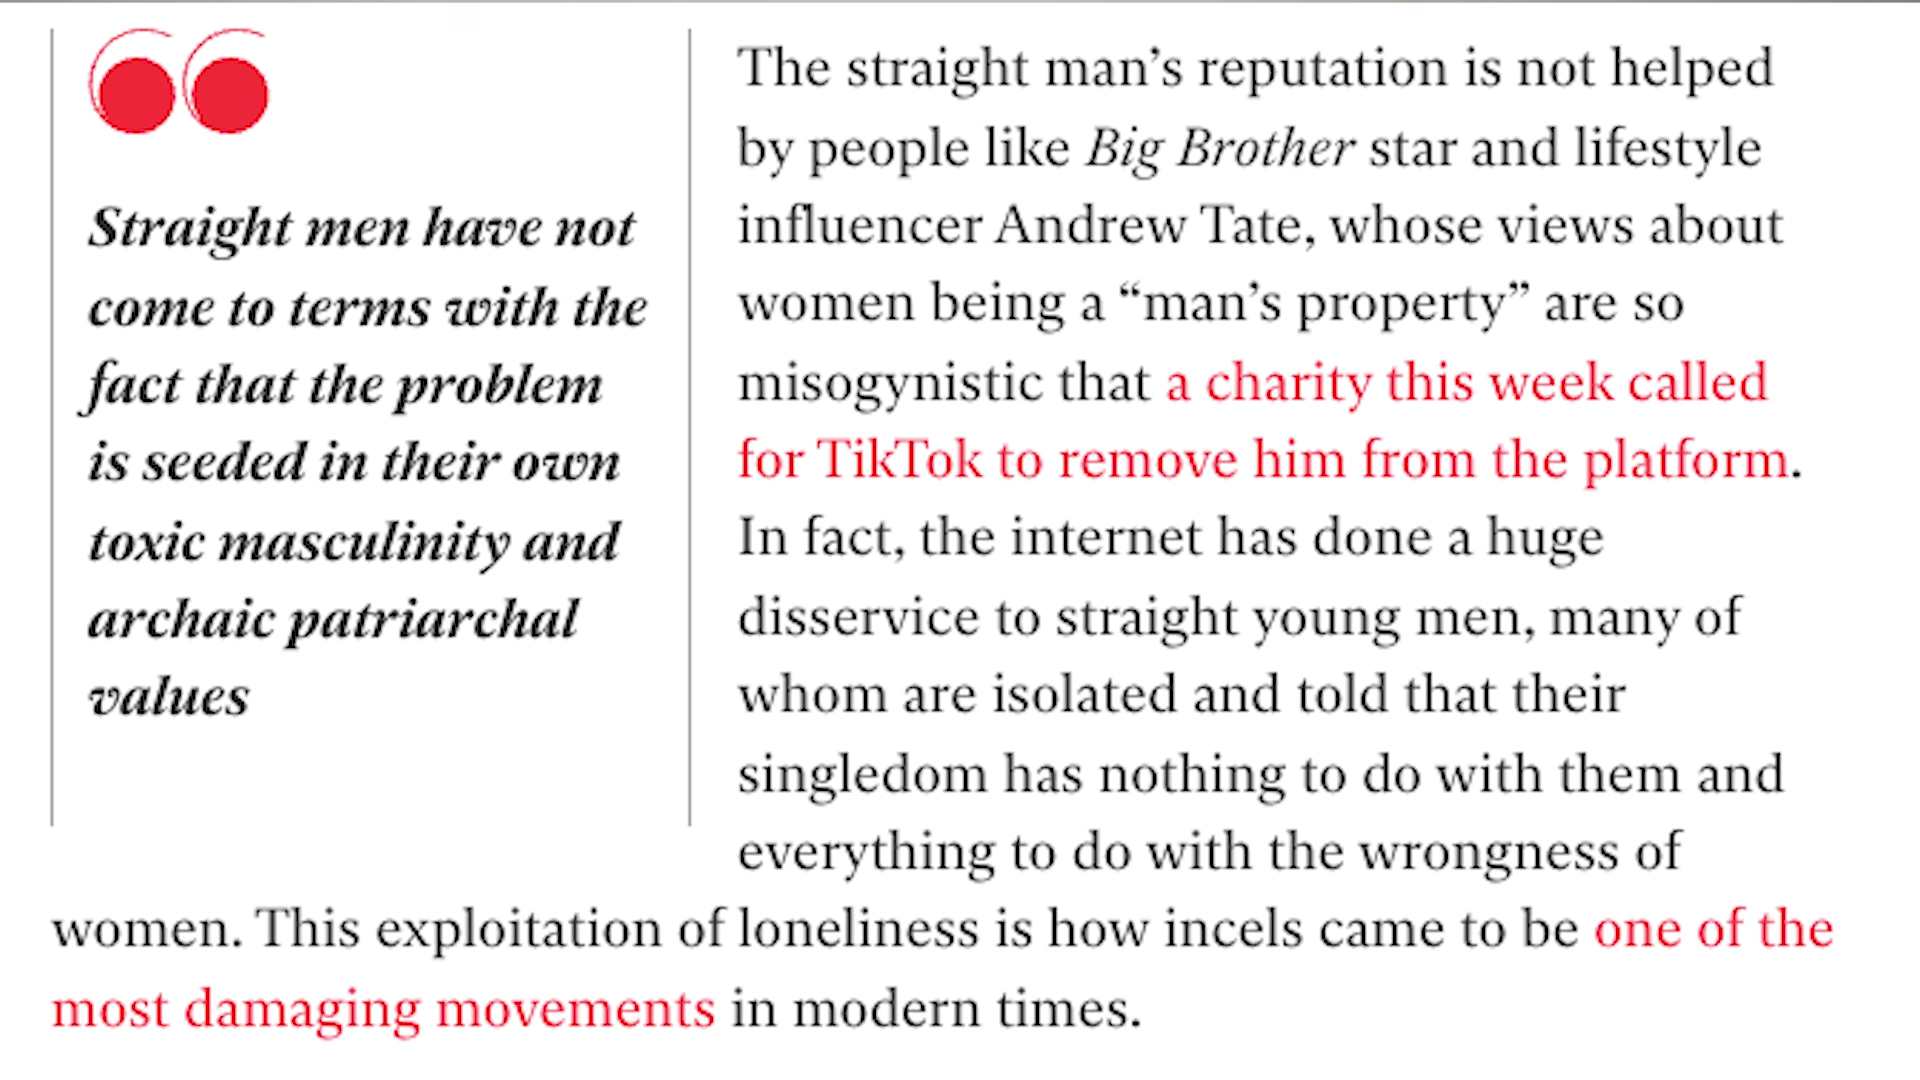 Straight men have not
come to terms with the
fact that the problem
is seeded in their own
toxic masculinity and
archaic patriarchal
values
The straight man’s reputation is not helped
by people like Big Brother star and lifestyle
influencer Andrew Tate, whose views about
women being a “man’s property” are so
misogynistic that a charity this week called
for TikTok to remove him from the platform.
In fact, the internet has done a huge
disservice to straight young men, many of
whom are isolated and told that their
singledom has nothing to do with them and
everything to do with the wrongness of
women. This exploitation of loneliness is how incels came to be one of the
most damaging movements in modern times.